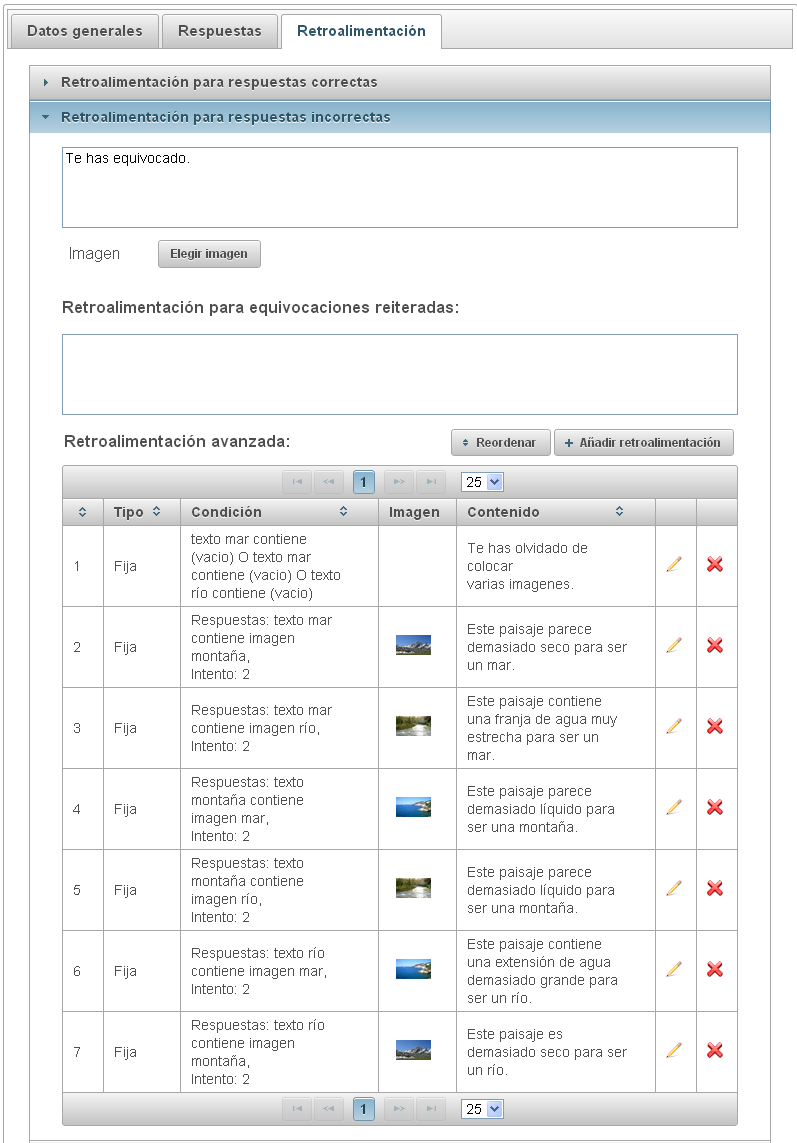 Datos generales Respuestas Retroalimentación
Retroalimentación para respuestas correctas
Retroalimentación para respuestas incorrectas
Te has equivocado.
Imagen Elegir imagen
Retroalimentación para equivocaciones reiteradas:
Retroalimentación avanzada: Reordenar + Añadir retroalimentación
1 25
Tipo Condición Imagen Contenido
1 Fija
texto mar contiene
(vacio) O texto mar
contiene (vacio) O texto
río contiene (vacio)
Te has olvidado de
colocar
varias imagenes.
2 Fija
Respuestas: texto mar
contiene imagen
montaña,
Intento: 2
Este paisaje parece
demasiado seco para ser
un mar.
3 Fija
Respuestas: texto mar
contiene imagen río,
Intento: 2
Este paisaje contiene
una franja de agua muy
estrecha para ser un
mar.
4 Fija
Respuestas: texto
montaña contiene
imagen mar,
Intento: 2
Este paisaje parece
demasiado líquido para
ser una montaña.
5 Fija
Respuestas: texto
montaña contiene
imagen río,
Intento: 2
Este paisaje parece
demasiado líquido para
ser una montaña.
6 Fija
Respuestas: texto río
contiene imagen mar,
Intento: 2
Este paisaje contiene
una extensión de agua
demasiado grande para
ser un río.
7 Fija
Respuestas: texto río
contiene imagen
montaña,
Intento: 2
Este paisaje es
demasiado seco para ser
un río.
1 25